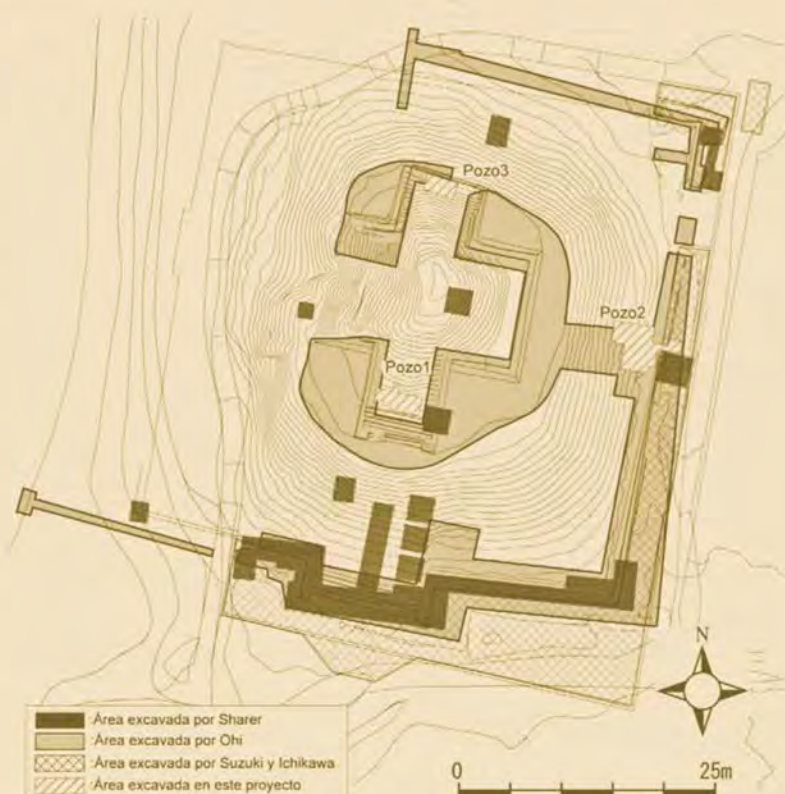 Pozo3
Pozo2
Pozo1
N
Área excavada por Sharer
Área excavada por Ohi
Área excavada por Suzuki y Ichikawa
Área excavada en este proyecto
0 25m